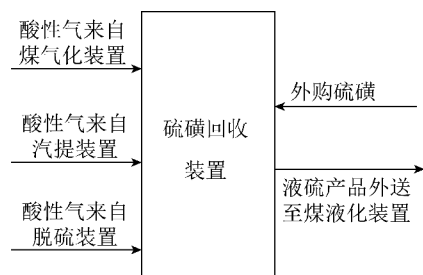 酸性气来自
煤气化装置
酸性气来自
汽提装置
酸性气来自
脱硫装置
硫磺回收
装置
外购硫磺
液硫产品外送
至煤液化装置